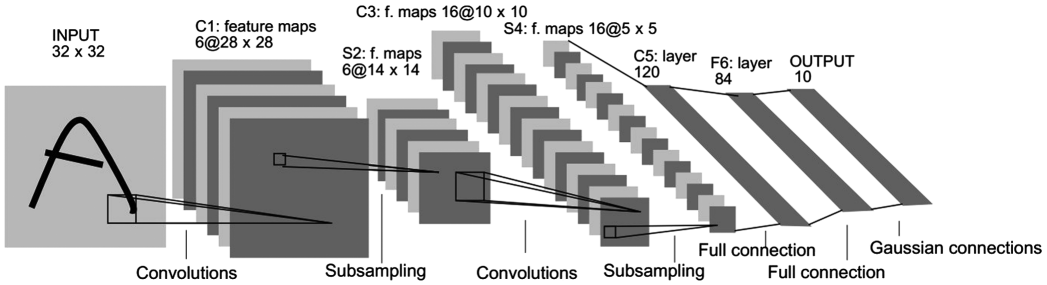 INPUT
32 x 32
C1: feature maps
6@28 x 28
S2: f. maps
6@14 x 14
C3: f. maps 16@10 x 10
S4: f. maps 16@5 x 5
C5: layer
120
F6: layer
84
OUTPUT
10
Convolutions
Subsampling
Convolutions
Subsampling
Full connection
Full connection
Gaussian connections